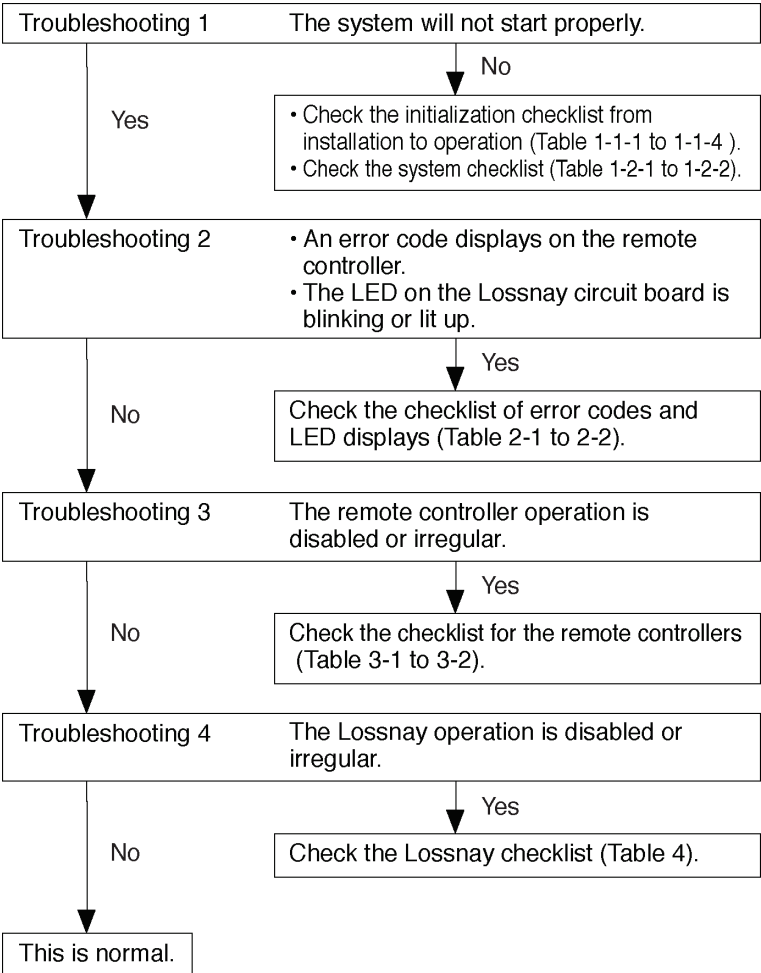 Troubleshooting 1 The system will not start properly.
No
Yes
• Check the initialization checklist from
installation to operation (Table 1-1-1 to 1-1-4 ).
• Check the system checklist (Table 1-2-1 to 1-2-2).
Troubleshooting 2 • An error code displays on the remote
controller.
• The LED on the Lossnay circuit board is
blinking or lit up.
Yes
No
Check the checklist of error codes and
LED displays (Table 2-1 to 2-2).
Troubleshooting 3 The remote controller operation is
disabled or irregular.
Yes
No
Check the checklist for the remote controllers
(Table 3-1 to 3-2).
Troubleshooting 4 The Lossnay operation is disabled or
irregular.
Yes
No
Check the Lossnay checklist (Table 4).
This is normal.